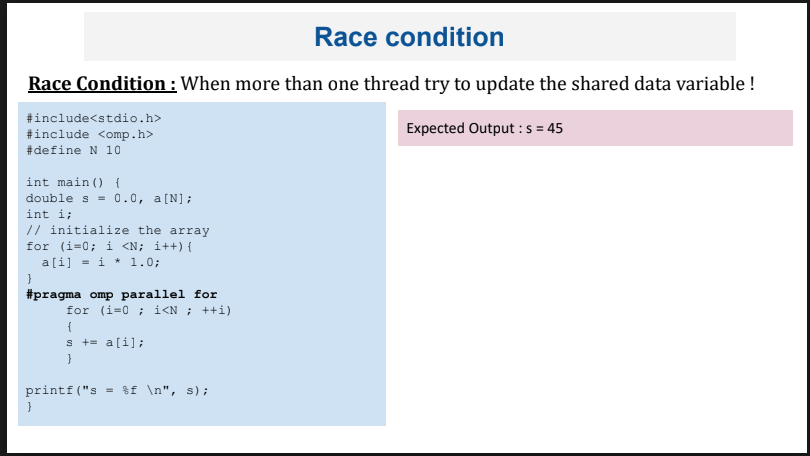 Race condition
Race Condition : When more than one thread try to update the shared data variable !
#include<stdio.h>
#include <omp.h>
#define N 10
int main() {
double s = 0.0, a[N];
int i;
// initialize the array
for (i=0; i <N; i++){
a[i] = i * 1.0;
}
#pragma omp parallel for
for (i=0 ; i<N ; ++i)
{
s += a[i];
}
printf("s = %f \n", s);
}
Expected Output : s = 45